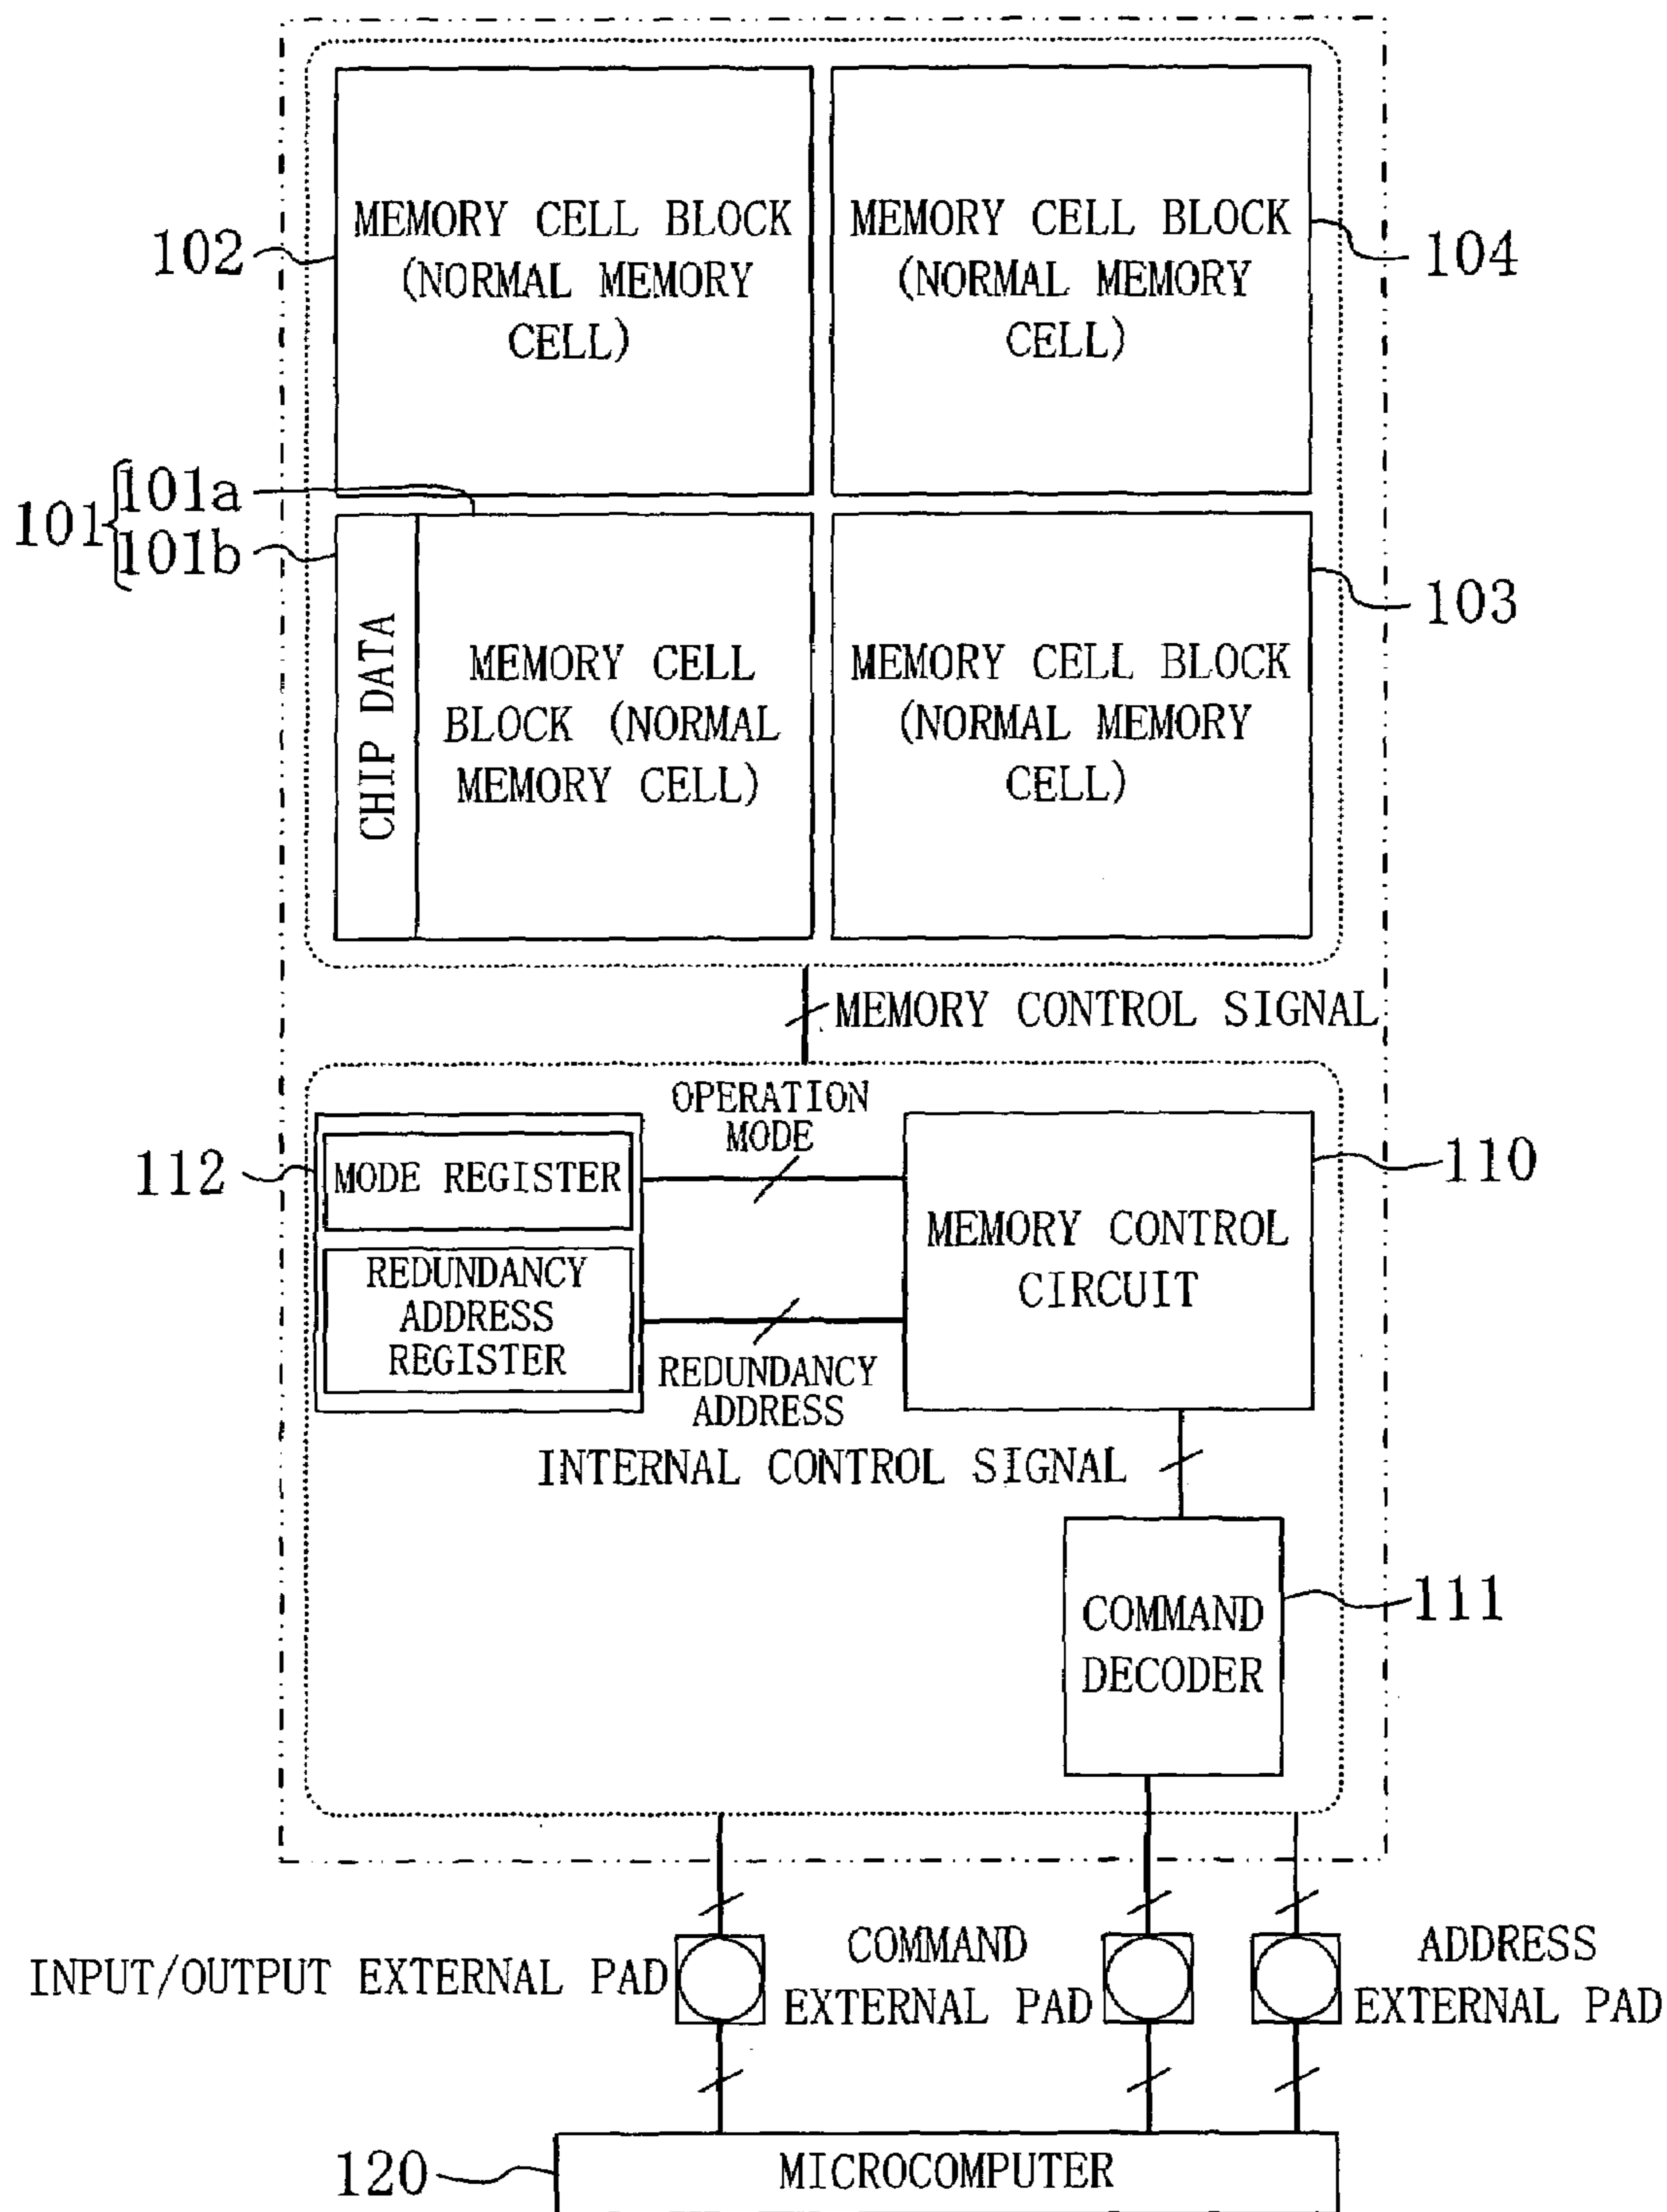 MEMORY CELL BLOCK
(NORMAL MEMORY
CELL)
MEMORY CELL BLOCK
(NORMAL MEMORY
CELL)
102
104
101
101a
101b
CHIP DATA
MEMORY CELL
BLOCK (NORMAL
MEMORY CELL)
MEMORY CELL BLOCK
(NORMAL MEMORY
CELL)
103
MEMORY CONTROL SIGNAL
112
MODE REGISTER
REDUNDANCY
ADDRESS
REGISTER
OPERATION
MODE
REDUNDANCY
ADDRESS
MEMORY CONTROL
CIRCUIT
110
INTERNAL CONTROL SIGNAL
COMMAND
DECODER
111
INPUT/OUTPUT EXTERNAL PAD
COMMAND
EXTERNAL PAD
ADDRESS
EXTERNAL PAD
120
MICROCOMPUTER